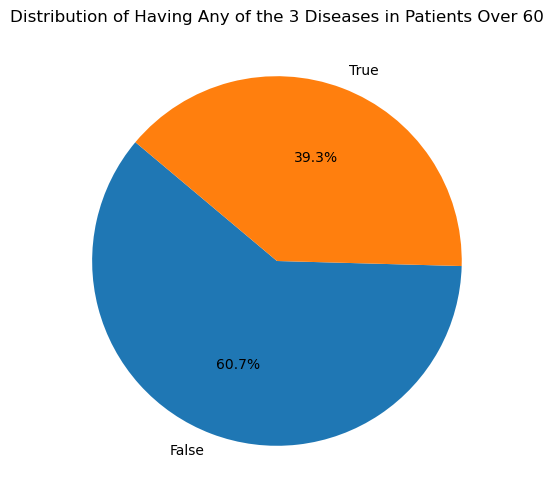 Distribution of Having Any of the 3 Diseases in Patients Over 60
True
39.3%
60.7%
False